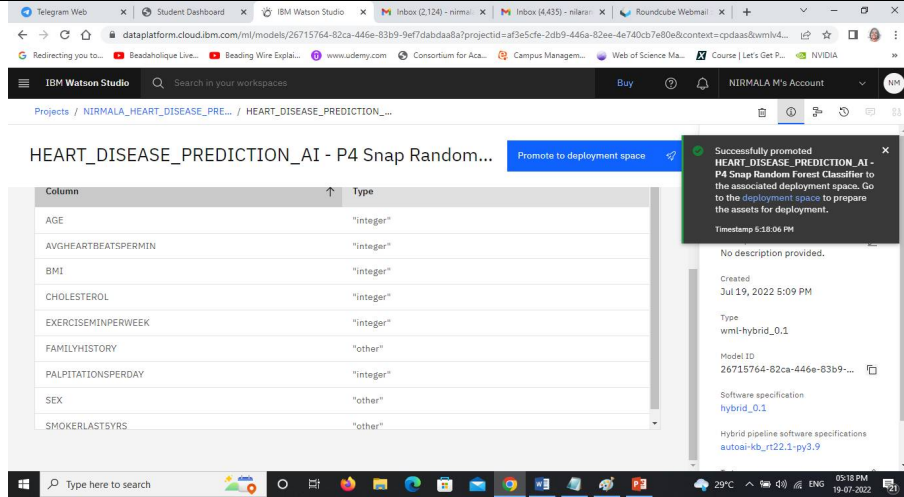 Telegram Web
Student Dashboard
IBM Watson Studio
Inbox (2,124) - nirmal
Inbox (4,435) - nilaran
Roundcube Webmail
dataplatform.cloud.ibm.com/ml/models/26715764-82ca-446e-83b9-9ef7dabdaa8a?projectid=af3e5cfe-2db9-446a-82ee-4e740cb7e80e&context=cpdaas&wmlv4...
Redirecting you to...
Beadaholique Live...
Beading Wire Explai...
www.udemy.com
Consortium for Aca...
Campus Managem...
Web of Science Ma...
Course | Let's Get P...
NVIDIA
»
IBM Watson Studio
Search in your workspaces
Buy
NIRMALA M's Account
NM
Projects / NIRMALA_HEART_DISEASE_PRE... / HEART_DISEASE_PREDICTION_...
HEART_DISEASE_PREDICTION_AI - P4 Snap Random...
Promote to deployment space
Successfully promoted
HEART_DISEASE_PREDICTION_AI -
P4 Snap Random Forest Classifier to
the associated deployment space. Go
to the deployment space to prepare
the assets for deployment.
Timestamp 5:18:06 PM
Column Type
AGE "integer"
AVGHEARTBEATSPERMIN "integer"
BMI "integer"
CHOLESTEROL "integer"
EXERCISEMINPERWEEK "integer"
FAMILYHISTORY "other"
PALPITATIONSPERDAY "integer"
SEX "other"
SMOKERLAST5YRS "other"
No description provided.
Created
Jul 19, 2022 5:09 PM
Type
wml-hybrid_0.1
Model ID
26715764-82ca-446e-83b9-...
Software specification
hybrid_0.1
Hybrid pipeline software specifications
autoai-kb_rt22.1-py3.9
Type here to search
29°C
ENG
05:18 PM
19-07-2022
21